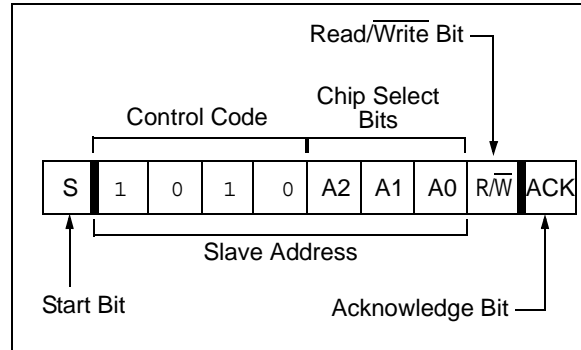 Read/Write Bit
Control Code
Chip Select
Bits
S 1 0 1 0 A2 A1 A0 R/W ACK
Slave Address
Start Bit
Acknowledge Bit